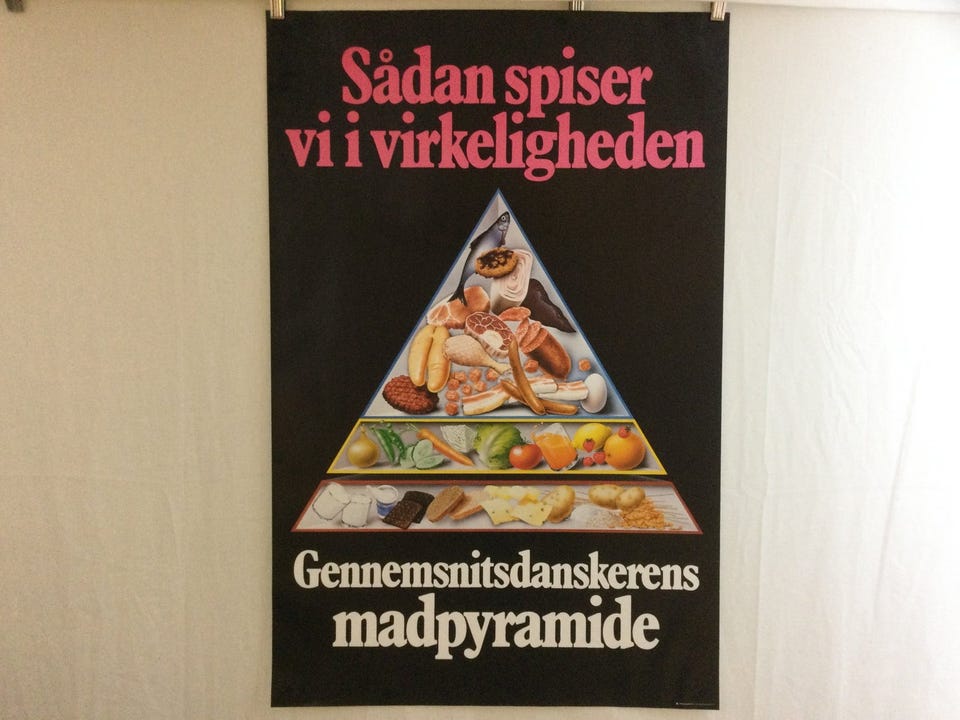 Sådan spiser
vi i virkeligheden
Gennemsnitsdanskerens
madpyramide